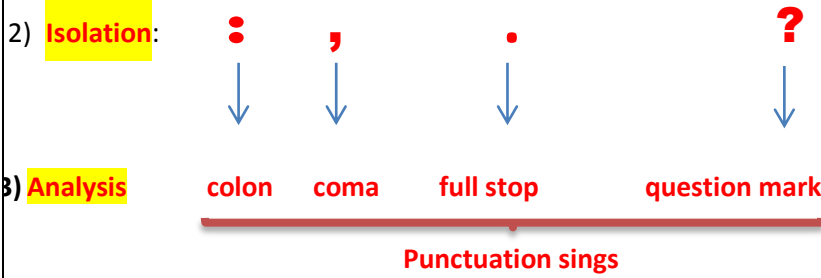 2) Isolation: : , . ?
3) Analysis colon coma full stop question mark
Punctuation sings